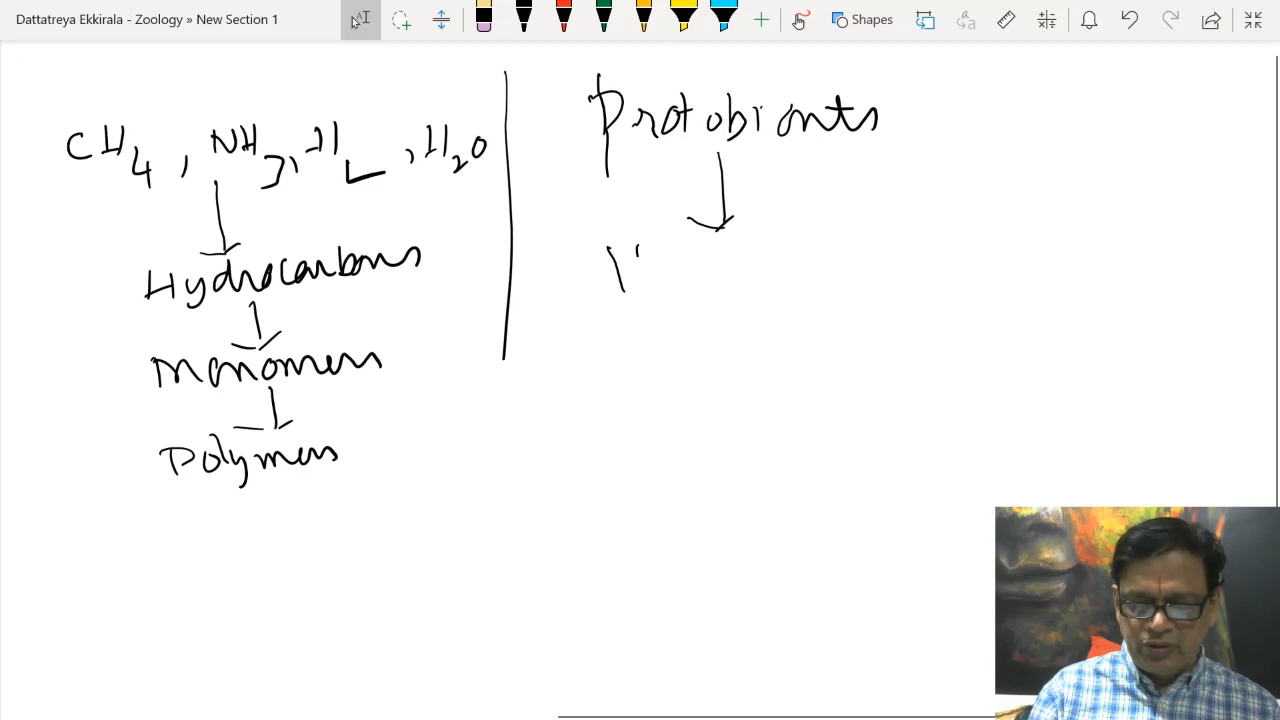 Dattatreya Ekkirala - Zoology » New Section 1
Shapes
CH4, NH3, H2, H2O
Hydrocarbons
Monomers
Polymers
Protobionts